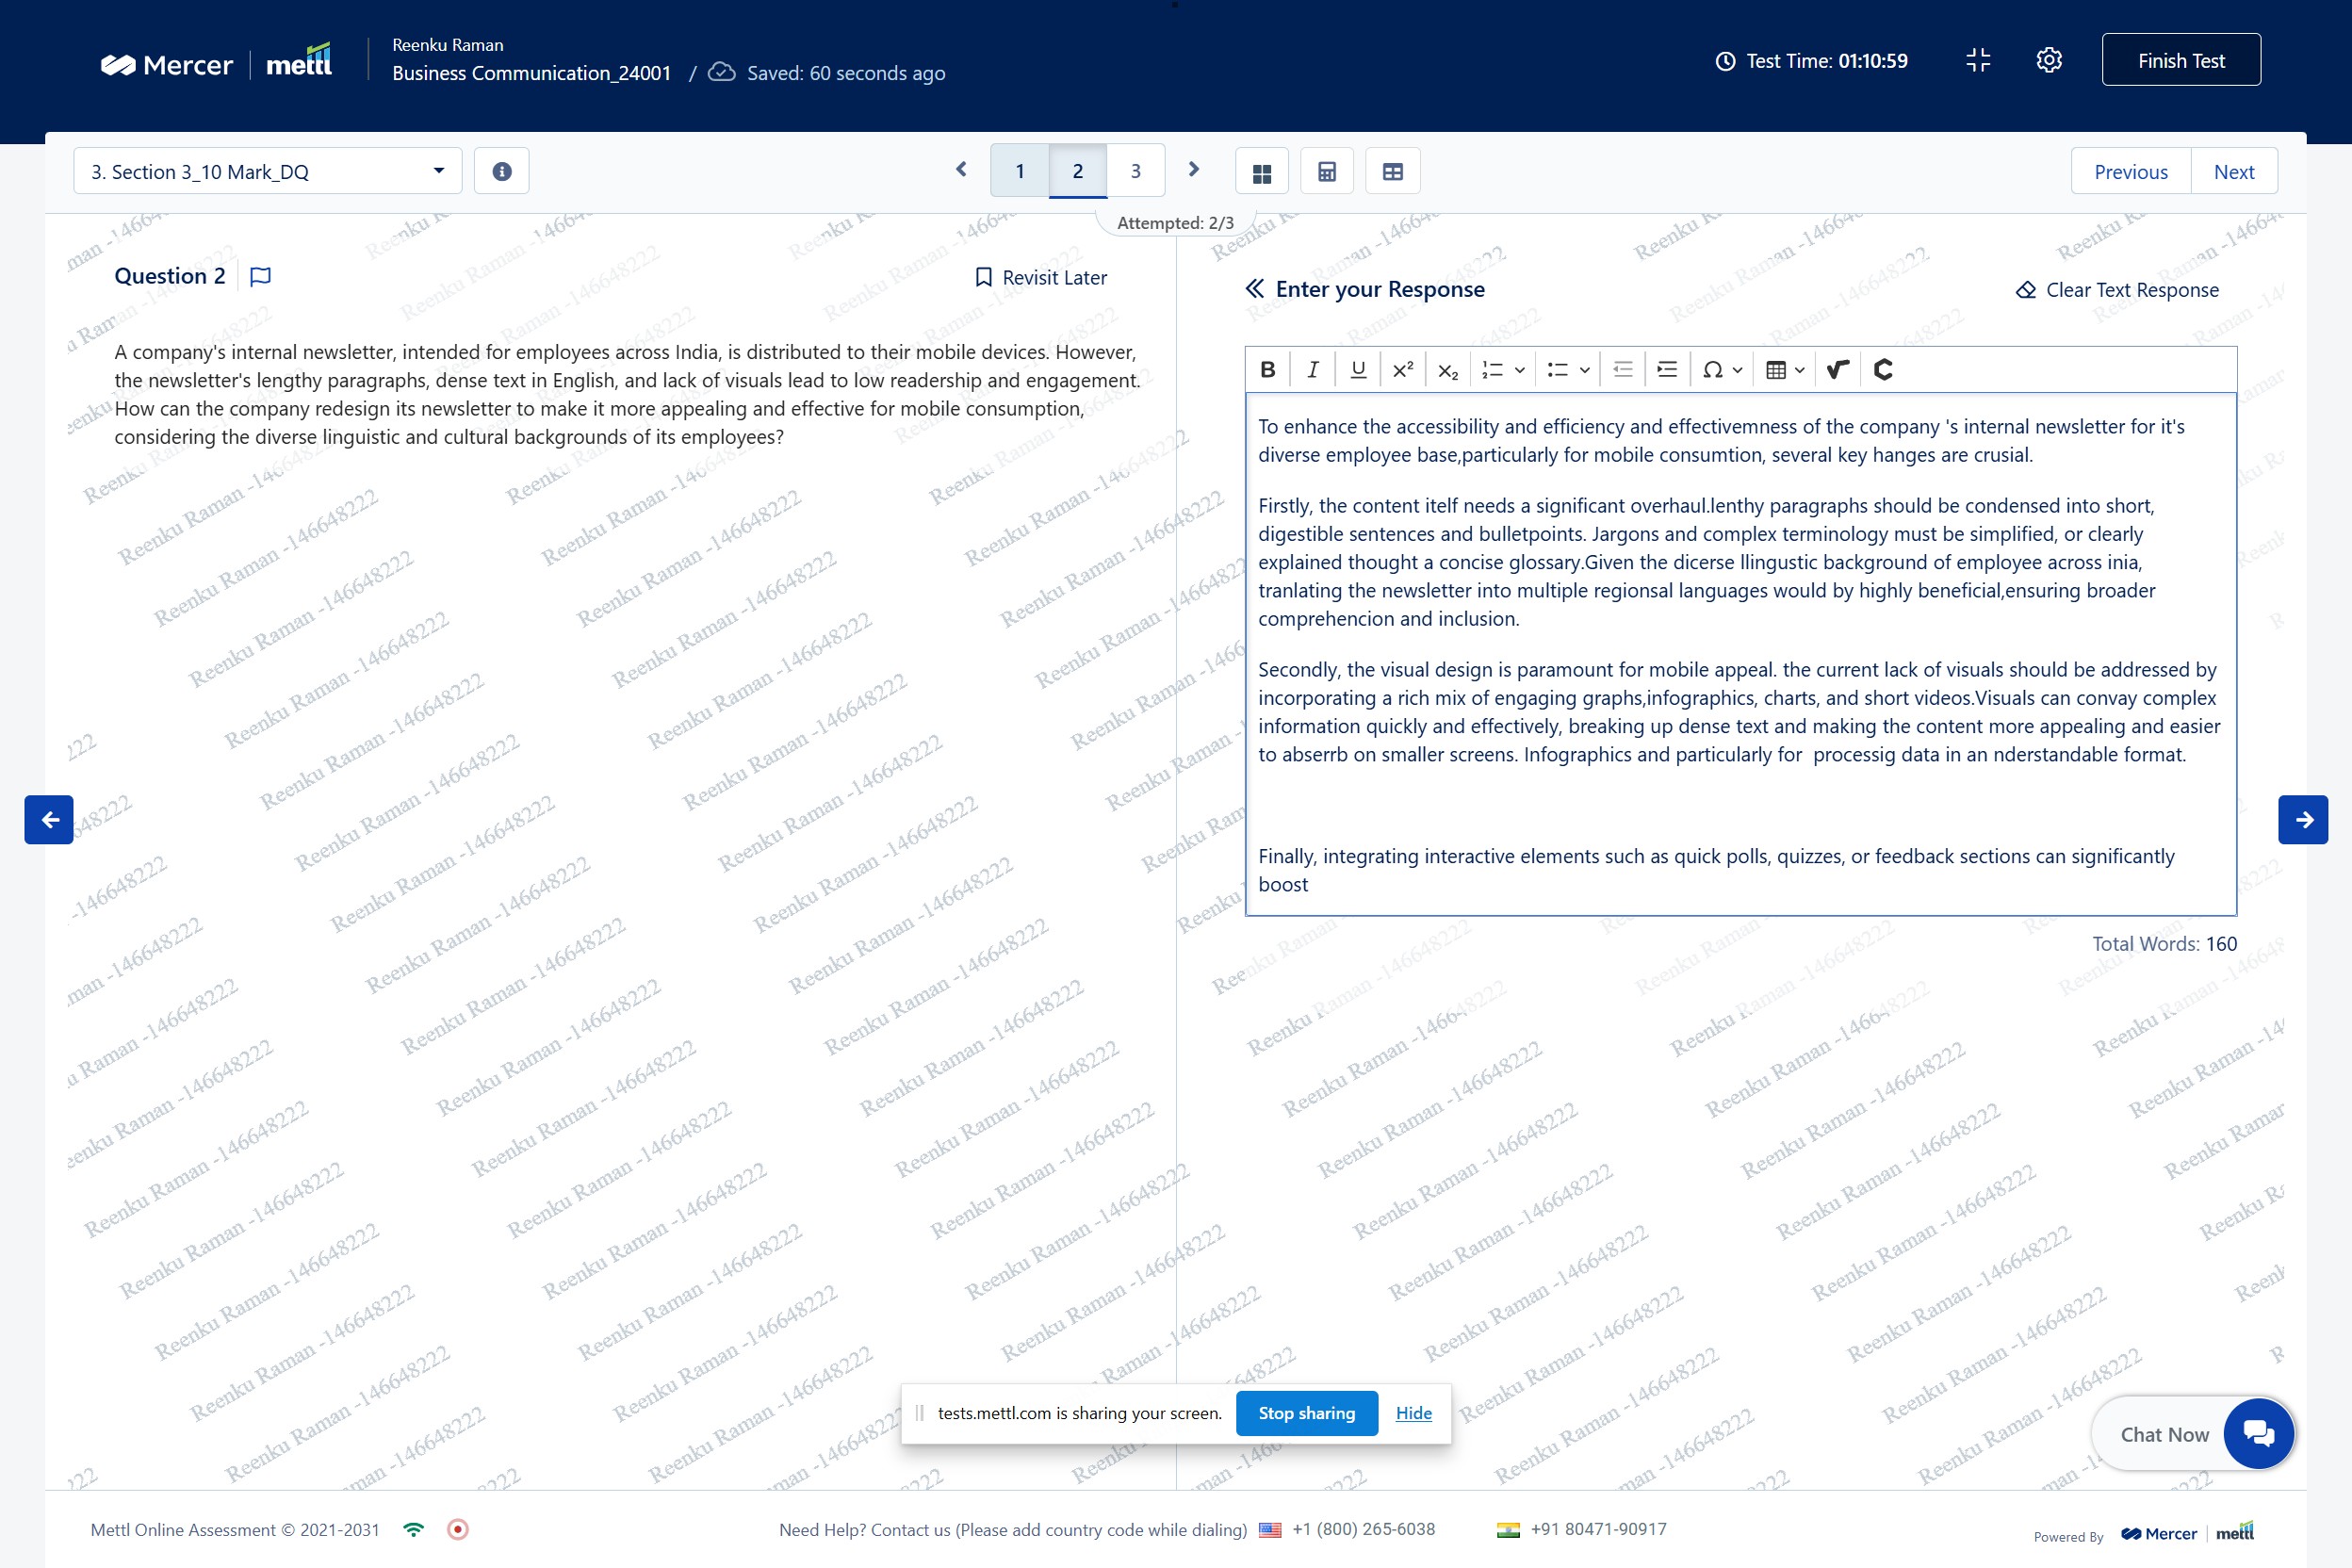 Mercer | mettl
Reenku Raman
Business Communication_24001 / Saved: 60 seconds ago
Test Time: 01:10:59
Finish Test
3. Section 3_10 Mark_DQ
1 2 3
Previous Next
Attempted: 2/3
Question 2
Revisit Later
A company's internal newsletter, intended for employees across India, is distributed to their mobile devices. However,
the newsletter's lengthy paragraphs, dense text in English, and lack of visuals lead to low readership and engagement.
How can the company redesign its newsletter to make it more appealing and effective for mobile consumption,
considering the diverse linguistic and cultural backgrounds of its employees?
Enter your Response
Clear Text Response
To enhance the accessibility and efficiency and effectivemness of the company 's internal newsletter for it's
diverse employee base,particularly for mobile consumtion, several key hanges are crusial.
Firstly, the content itelf needs a significant overhaul.lenthy paragraphs should be condensed into short,
digestible sentences and bulletpoints. Jargons and complex terminology must be simplified, or clearly
explained thought a concise glossary.Given the dicerse llingustic background of employee across inia,
tranlating the newsletter into multiple regionsal languages would by highly beneficial,ensuring broader
comprehencion and inclusion.
Secondly, the visual design is paramount for mobile appeal. the current lack of visuals should be addressed by
incorporating a rich mix of engaging graphs,infographics, charts, and short videos.Visuals can convay complex
information quickly and effectively, breaking up dense text and making the content more appealing and easier
to abserrb on smaller screens. Infographics and particularly for  processig data in an nderstandable format.
Finally, integrating interactive elements such as quick polls, quizzes, or feedback sections can significantly
boost
Total Words: 160
Reenku Raman -146648222
tests.mettl.com is sharing your screen.
Stop sharing
Hide
Chat Now
Mettl Online Assessment © 2021-2031
Need Help? Contact us (Please add country code while dialing) +1 (800) 265-6038 +91 80471-90917
Powered By Mercer | mettl